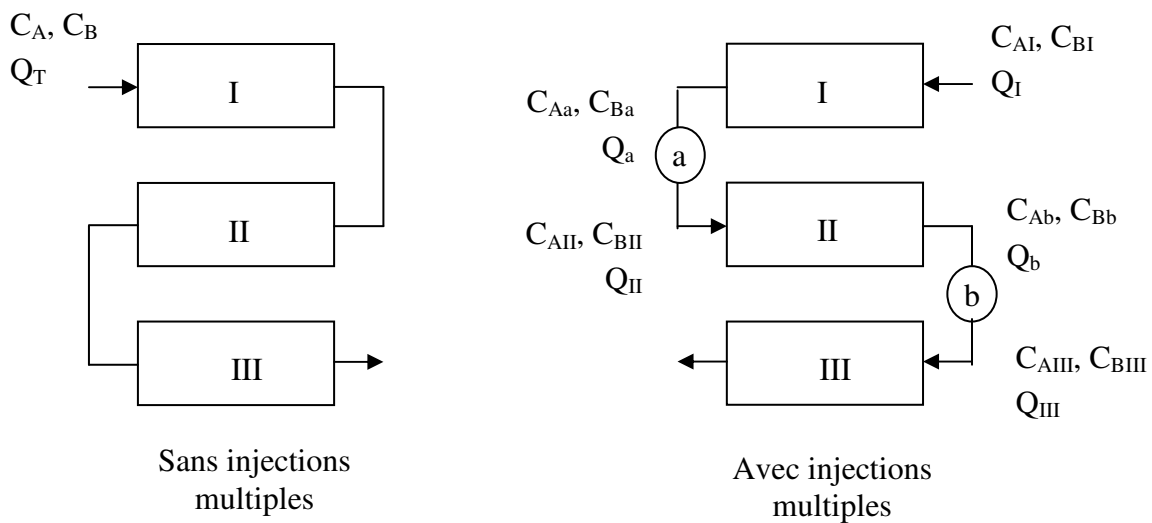 C_A, C_B
Q_T
I
II
III
Sans injections
multiples
C_AI, C_BI
Q_I
I
C_Aa, C_Ba
Q_a
a
C_AII, C_BII
Q_II
II
C_Ab, C_Bb
Q_b
b
III
C_AIII, C_BIII
Q_III
Avec injections
multiples